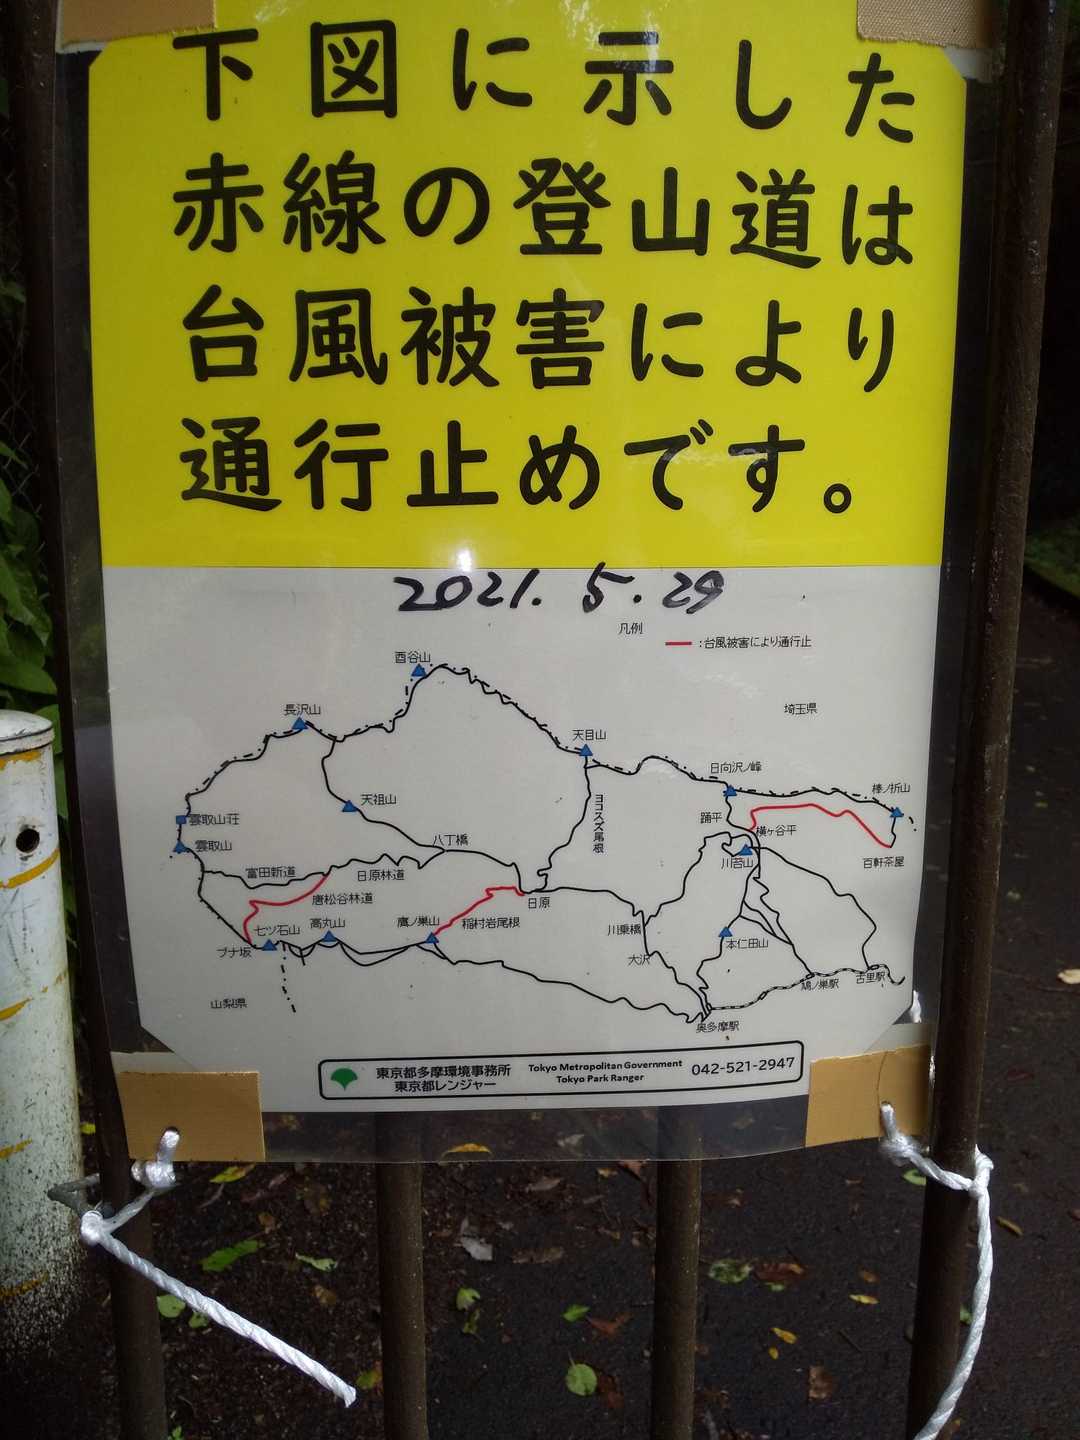 下図に示した
赤線の登山道は
台風被害により
通行止めです。
2021.5.29
凡例
:台風被害により通行止
酉谷山
埼玉県
長沢山
天目山
日向沢ノ峰
棒ノ折山
天祖山
ヨコスズ尾根
踊平
横ヶ谷平
雲取山荘
雲取山
八丁橋
川苔山
百軒茶屋
富田新道
日原林道
唐松谷林道
日原
七ツ石山
高丸山
鷹ノ巣山
稲村岩尾根
川乗橋
本仁田山
ブナ坂
大沢
山梨県
鳩ノ巣駅
古里駅
奥多摩駅
東京都多摩環境事務所
東京都レンジャー
Tokyo Metropolitan Government
Tokyo Park Ranger
042-521-2947